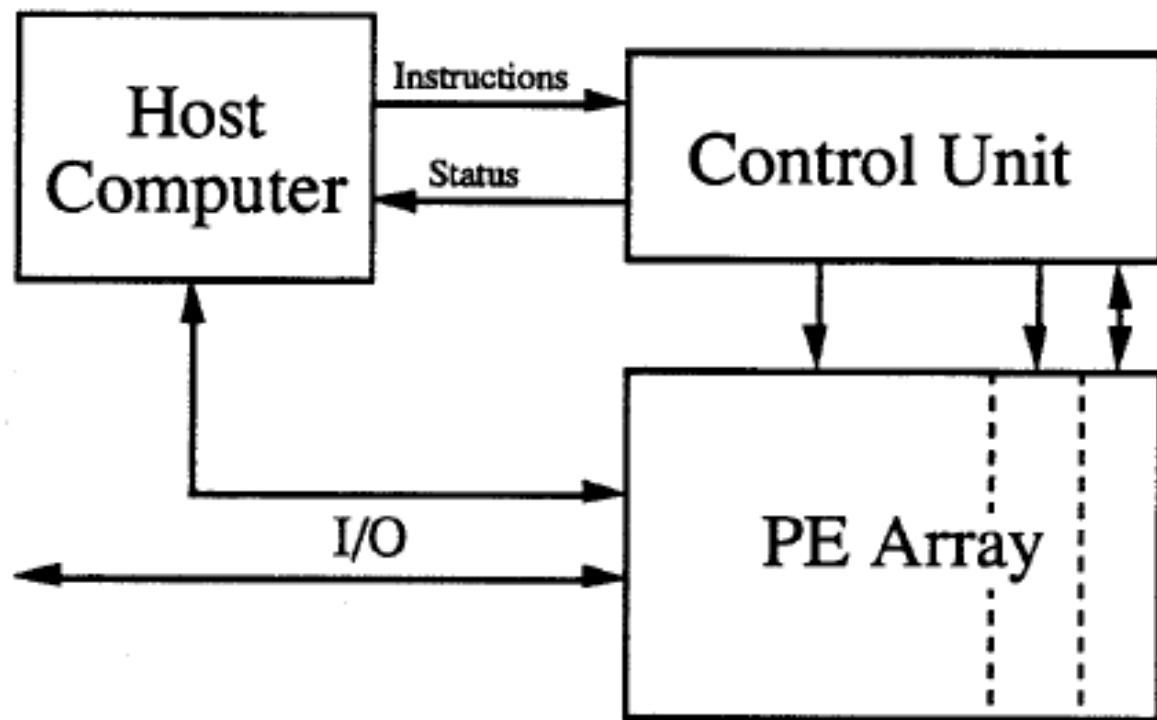 Host
Computer
Instructions
Status
Control Unit
I/O
PE Array